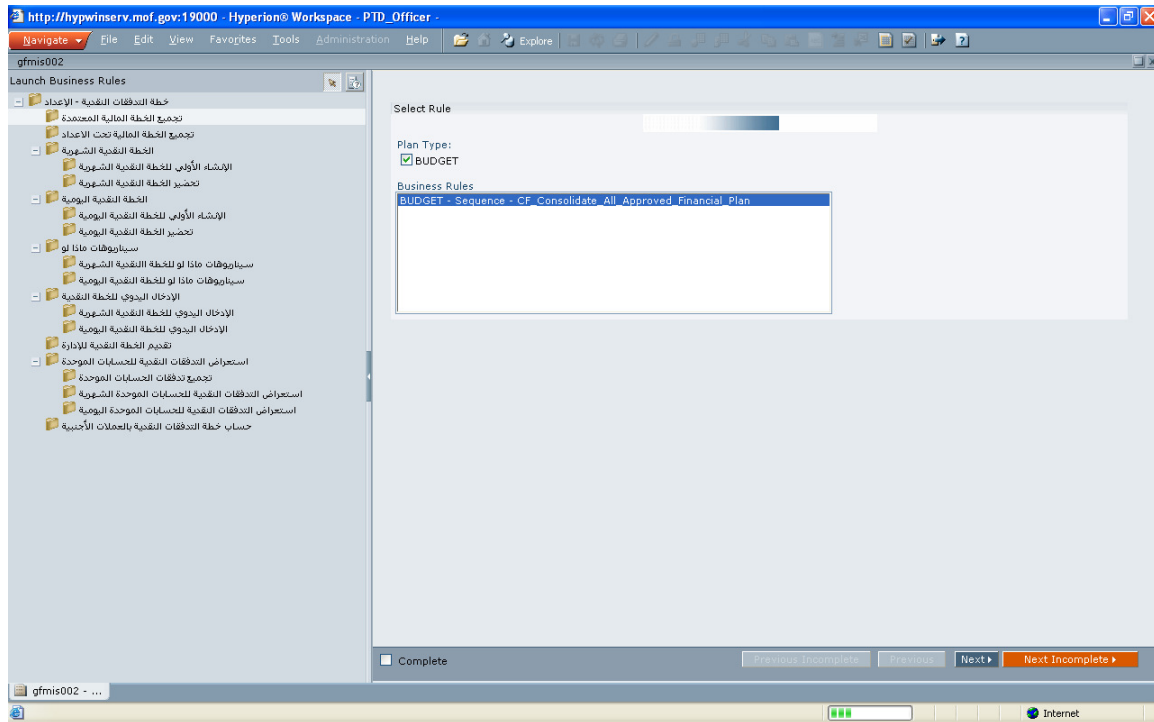 http://hypwinserv.mof.gov:19000 - Hyperion® Workspace - PTD_Officer -
Navigate File Edit View Favorites Tools Administration Help Explore
gfmis002
Launch Business Rules
خطة التدفقات النقدية - الإعداد
تجميع الخطة المالية المعتمدة
تجميع الخطة المالية تحت الاعداد
الخطة النقدية الشهرية
الإنشاء الأولي للخطة النقدية الشهرية
تحضير الخطة النقدية الشهرية
الخطة النقدية اليومية
الإنشاء الأولي للخطة النقدية اليومية
تحضير الخطة النقدية اليومية
سيناريوهات ماذا لو
سيناريوهات ماذا لو للخطة االنقدية الشهرية
سيناريوهات ماذا لو للخطة النقدية اليومية
الإدخال اليدوي للخطة النقدية
الإدخال اليدوي للخطة النقدية الشهرية
الإدخال اليدوي للخطة النقدية اليومية
تقديم الخطة النقدية للإدارة
استعراض التدفقات النقدية للحسابات الموحدة
تجميع تدفقات الحسابات الموحدة
استعراض التدفقات النقدية للحسابات الموحدة الشهرية
استعراض التدفقات النقدية للحسابات الموحدة اليومية
حساب خطة التدفقات النقدية بالعملات الأجنبية
Select Rule
Plan Type:
BUDGET
Business Rules
BUDGET - Sequence - CF_Consolidate_All_Approved_Financial_Plan
Complete
Previous Incomplete Previous Next Next Incomplete
gfmis002 - ...
Internet